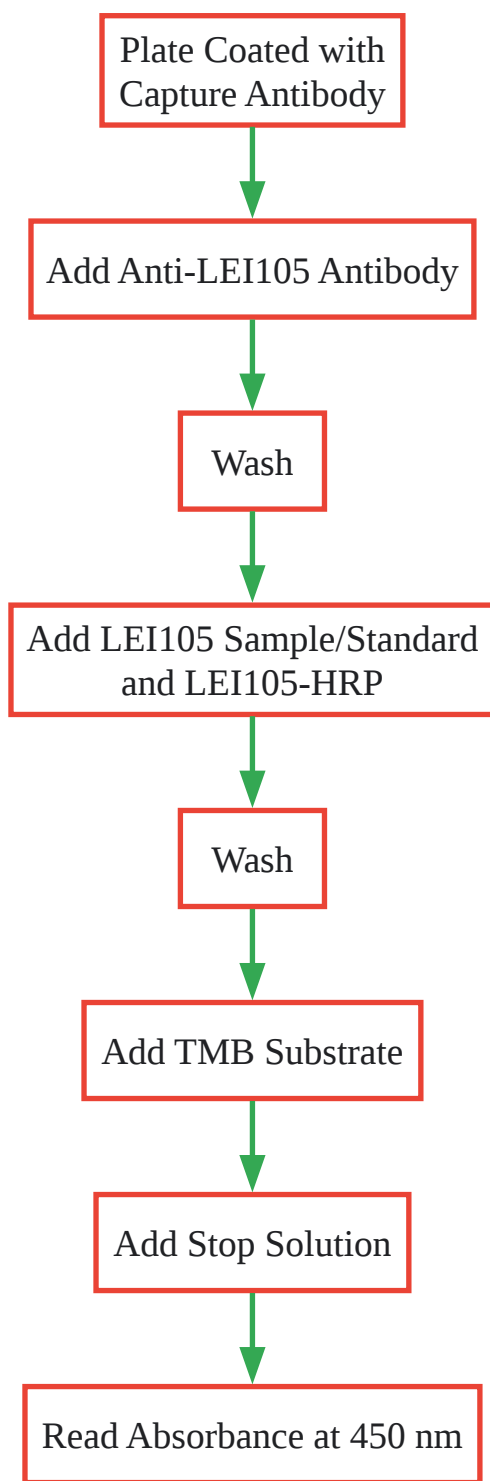 Plate Coated with
Capture Antibody
Add Anti-LEI105 Antibody
Wash
Add LEI105 Sample/Standard
and LEI105-HRP
Wash
Add TMB Substrate
Add Stop Solution
Read Absorbance at 450 nm